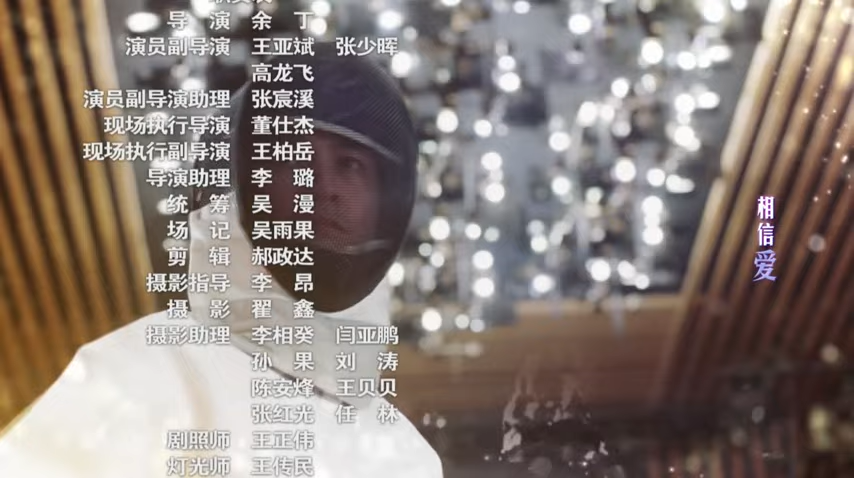 导 演 余 丁
演员副导演 王亚斌 张少晖
高龙飞
演员副导演助理 张宸溪
现场执行导演 董仕杰
现场执行副导演 王柏岳
导演助理 李 璐
统 筹 吴 漫
场 记 吴雨果
剪 辑 郝政达
摄影指导 李 昂
摄 影 翟 鑫
摄影助理 李相癸 闫亚鹏
孙 果 刘 涛
陈安烽 王贝贝
张红光 任 林
剧照师 王正伟
灯光师 王传民
相信爱